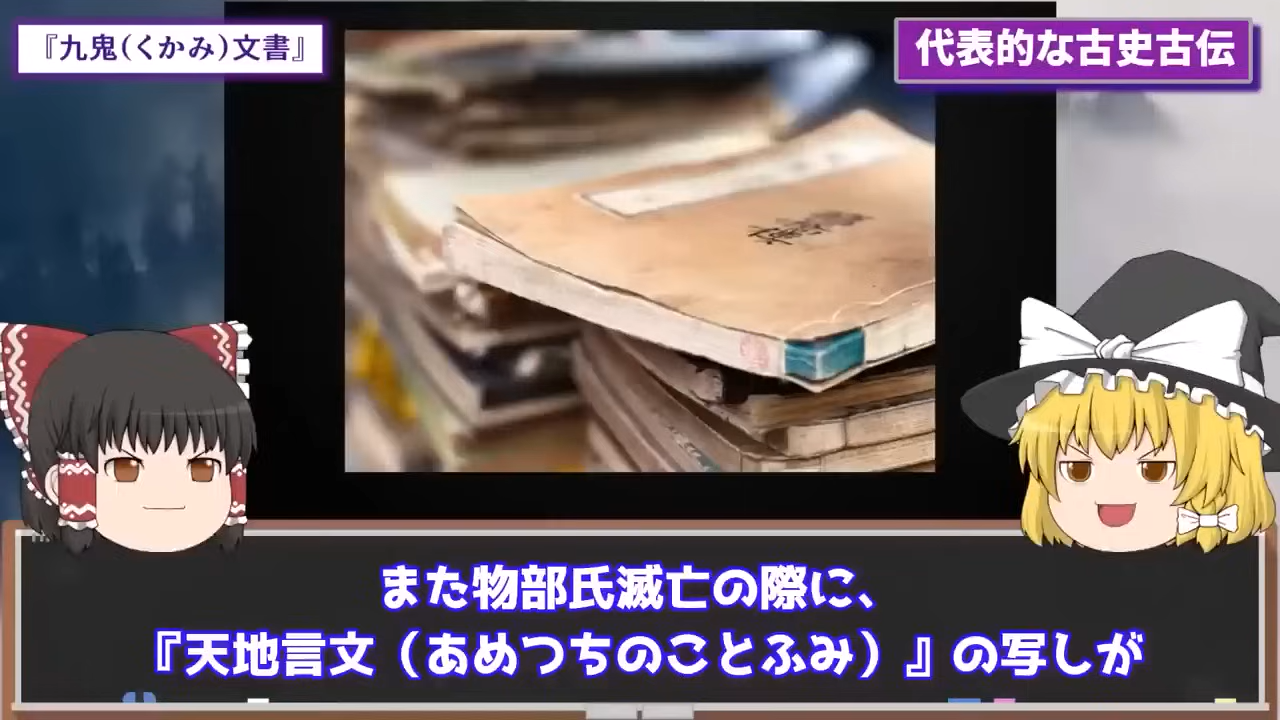 『九鬼(くかみ)文書』
代表的な古史古伝
また物部氏滅亡の際に、
『天地言文（あめつちのことふみ）』の写しが